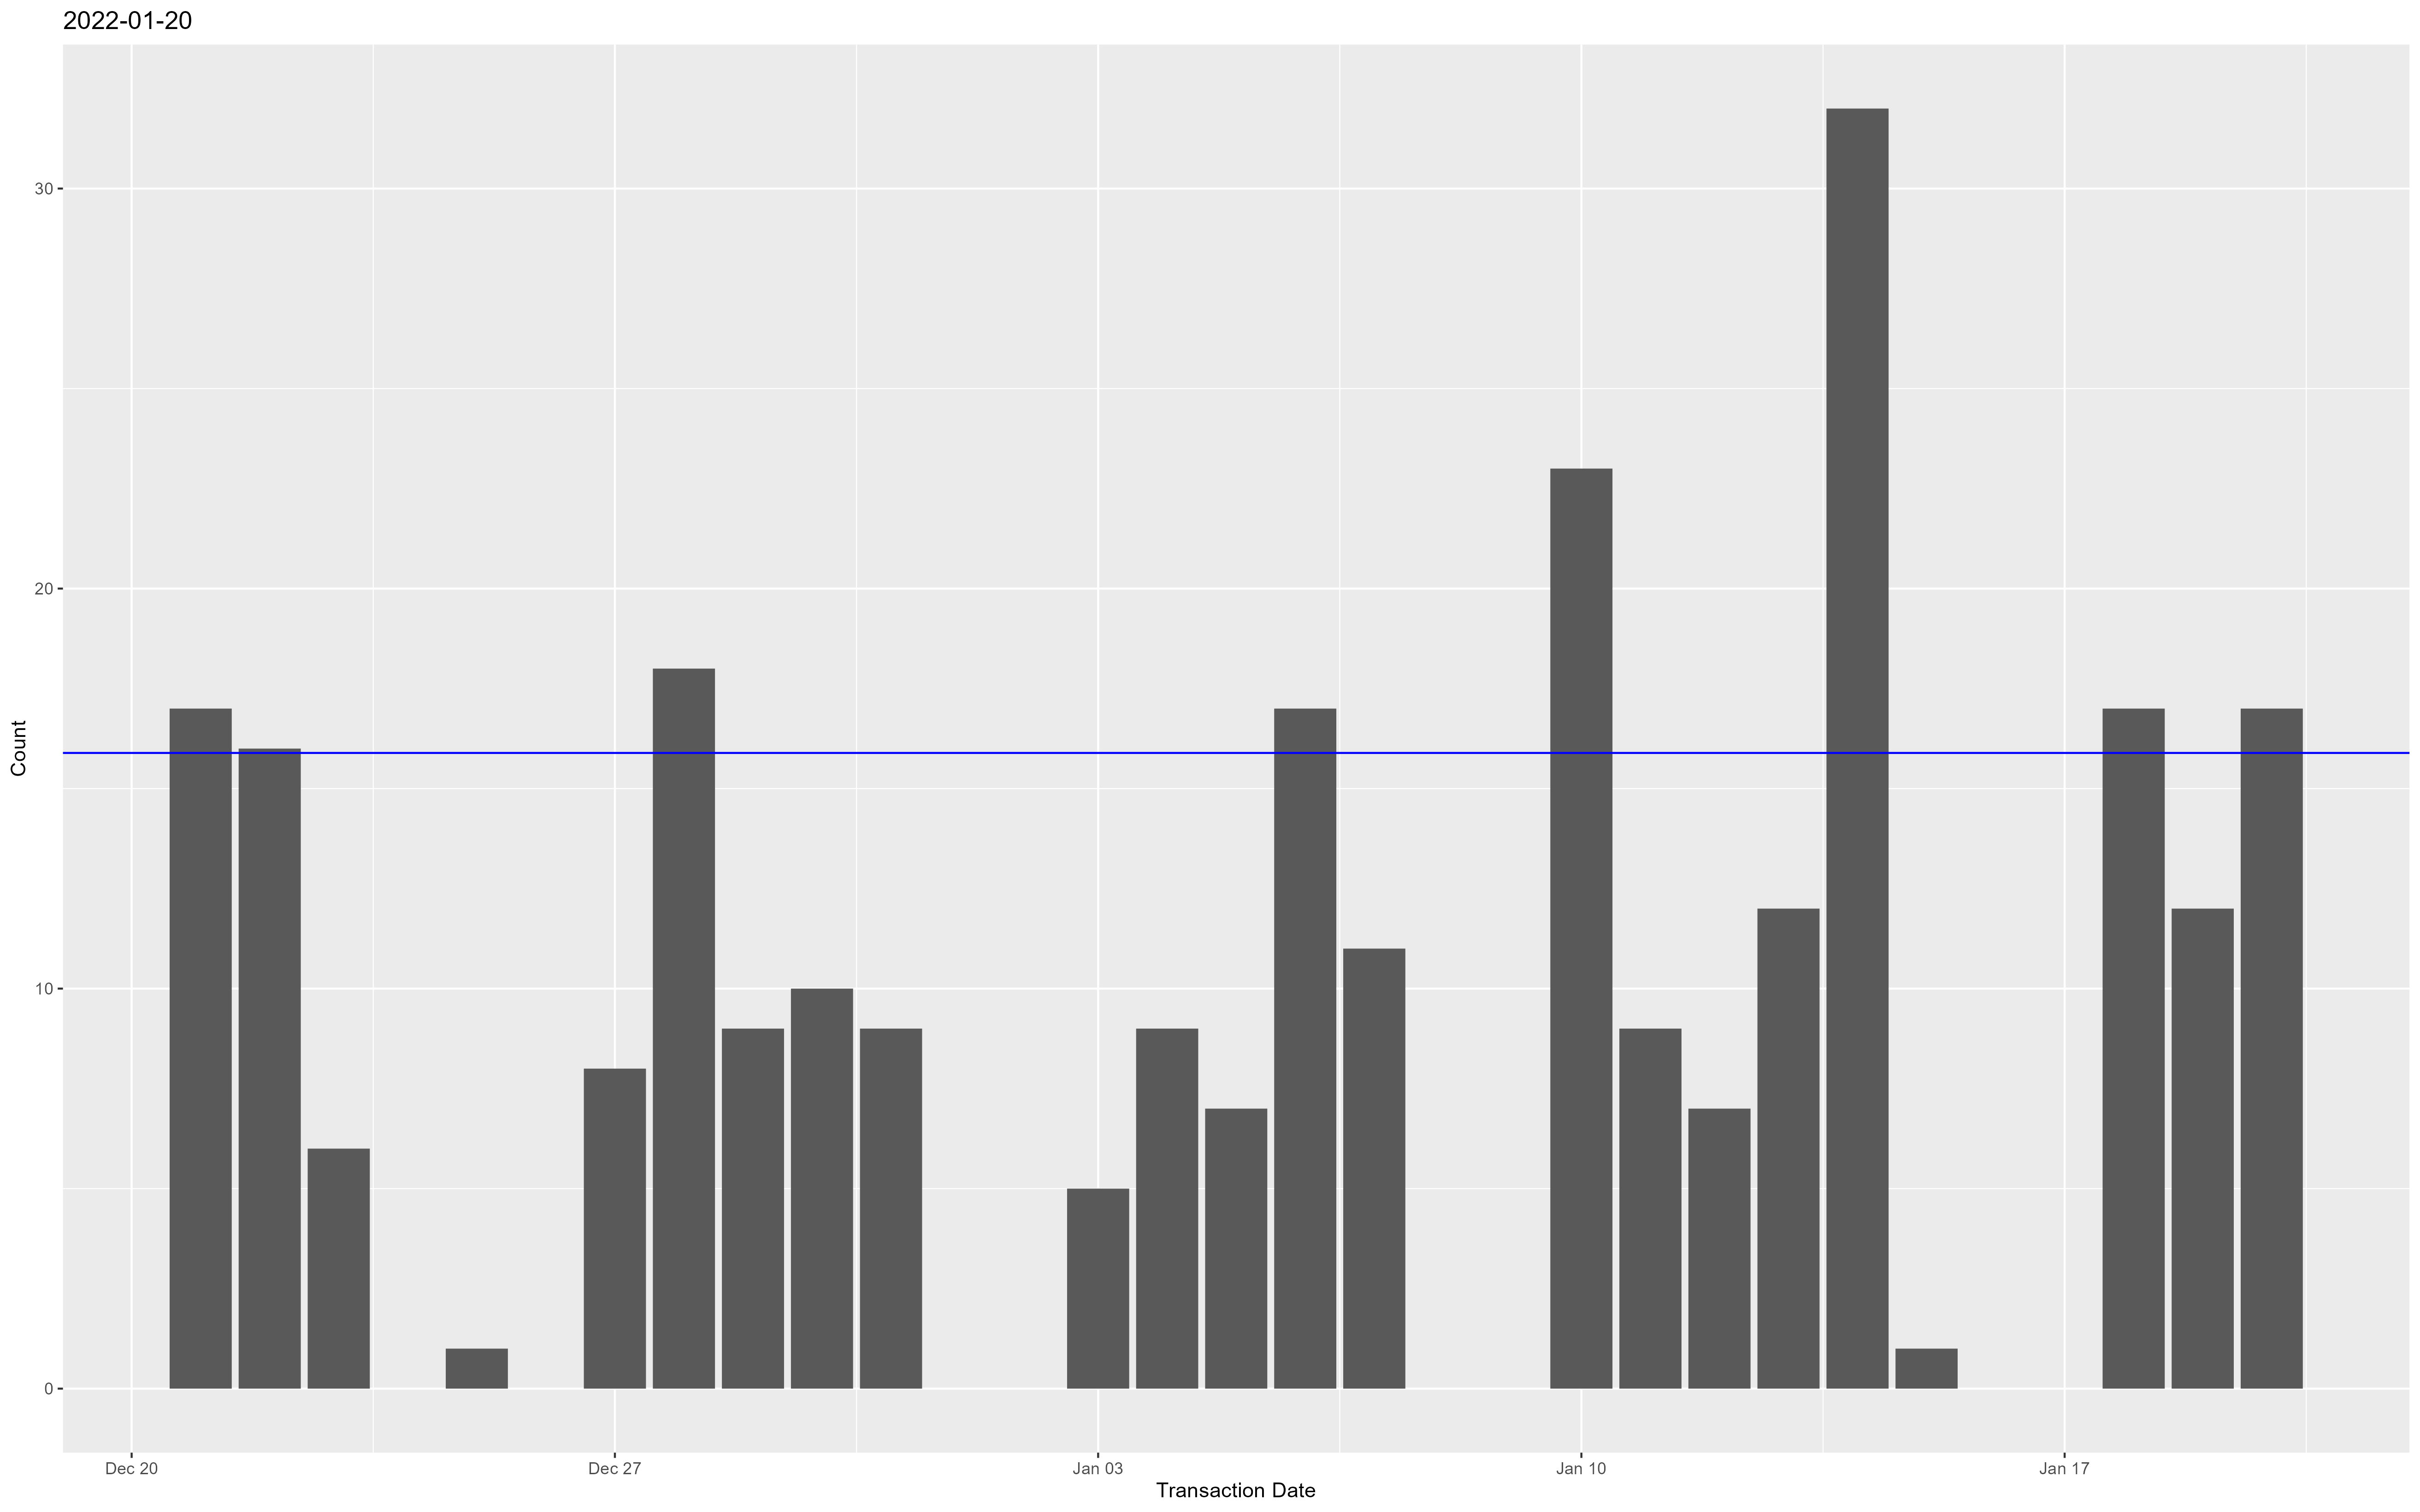 2022-01-20
30
20
10
0
Count
Dec 20
Dec 27
Jan 03
Jan 10
Jan 17
Transaction Date